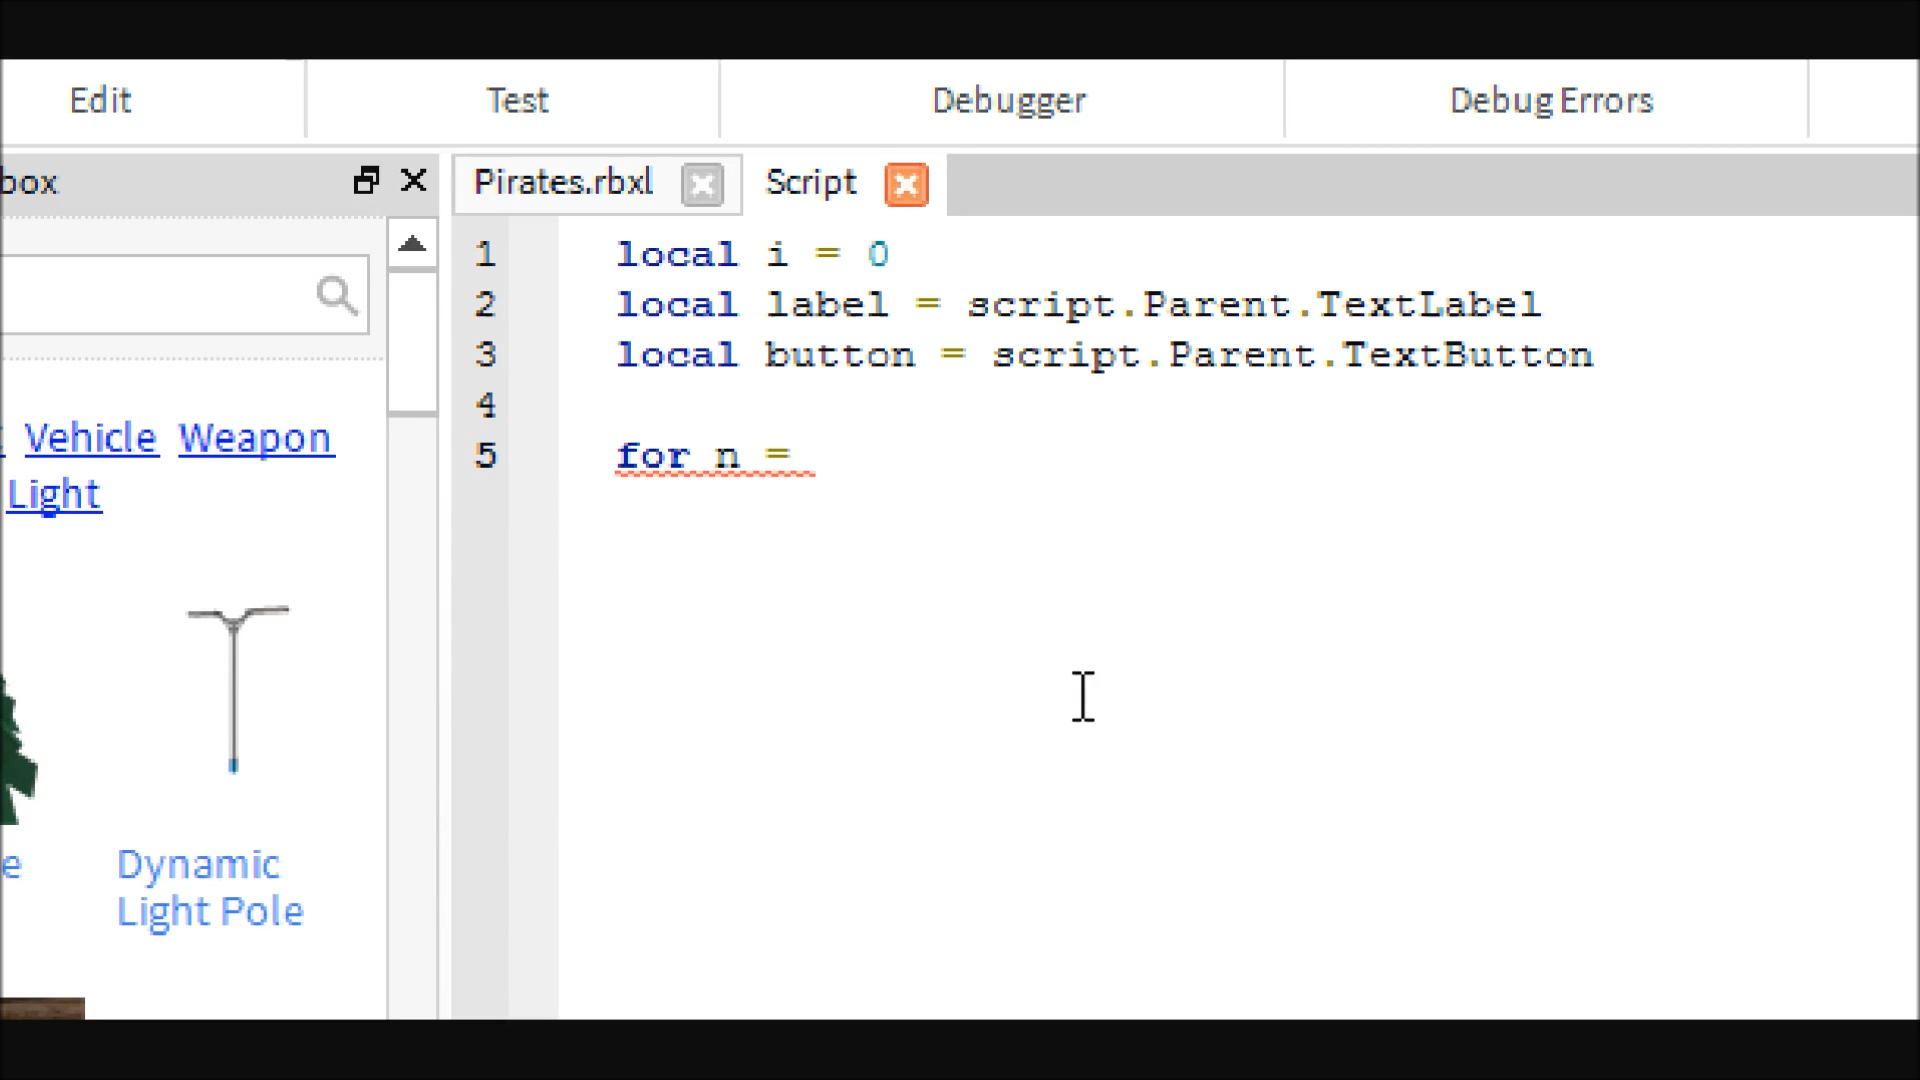 Edit Test Debugger Debug Errors
box Pirates.rbxl Script
1 local i = 0
2 local label = script.Parent.TextLabel
3 local button = script.Parent.TextButton
4
5 for n =
Vehicle Weapon
Light
e Dynamic
Light Pole